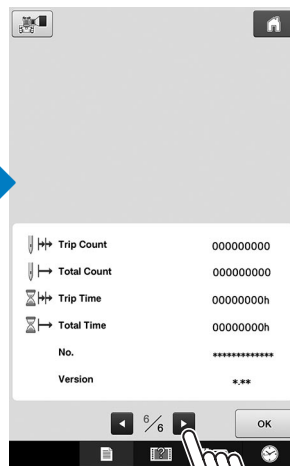 Trip Count 000000000
Total Count 000000000
Trip Time 00000000h
Total Time 00000000h
No. *************
Version *.**
6/6
OK